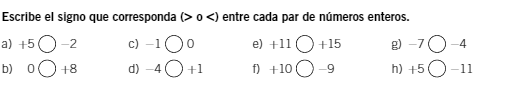 Escribe el signo que corresponda (> o <) entre cada par de números enteros.
a) +5 ◯ −2 c) −1 ◯ 0 e) +11 ◯ +15 g) −7 ◯ −4
b) 0 ◯ +8 d) −4 ◯ +1 f) +10 ◯ −9 h) +5 ◯ −11